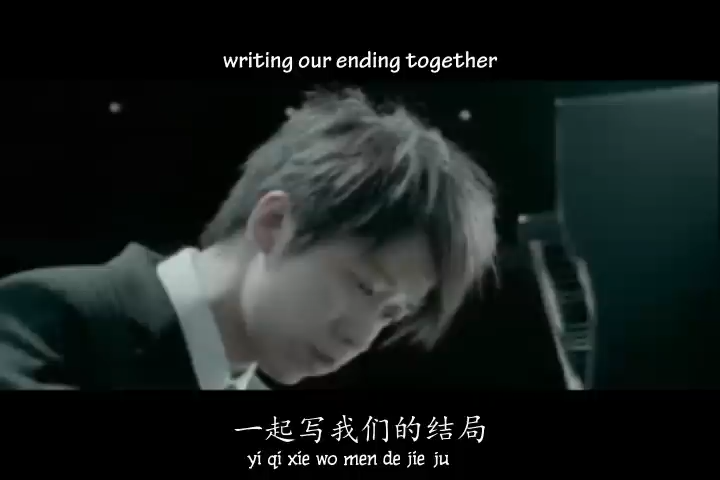 writing our ending together
一起写我们的结局
yi qi xie wo men de jie ju